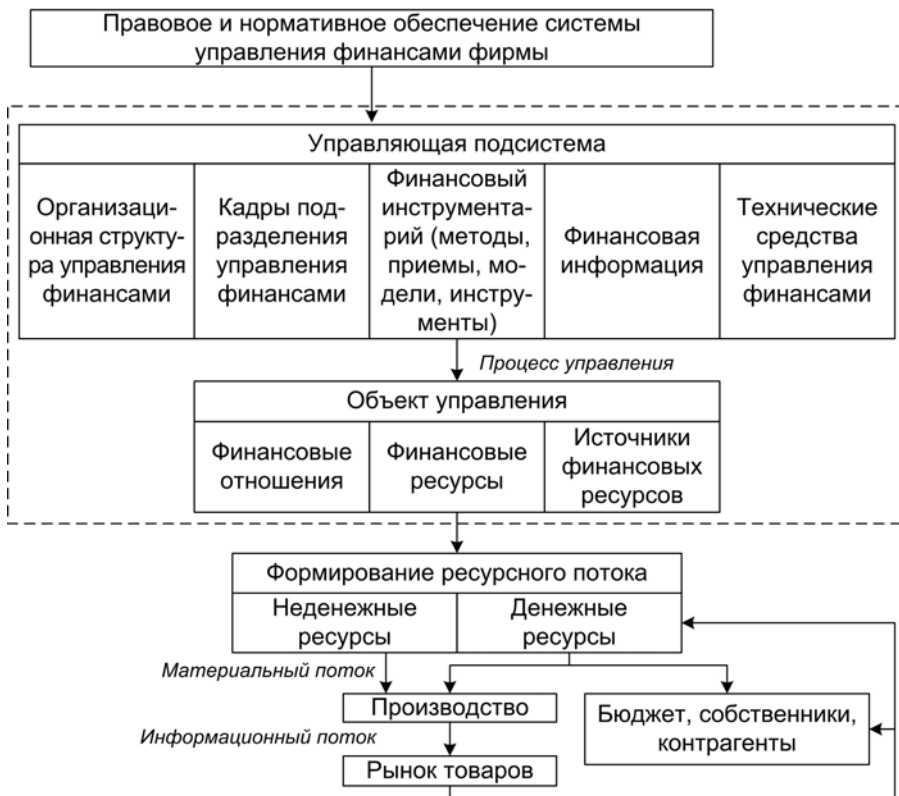 Правовое и нормативное обеспечение системы
управления финансами фирмы
Управляющая подсистема
Организаци-
онная структу-
ра управления
финансами
Кадры под-
разделения
управления
финансами
Финансовый
инструмента-
рий (методы,
приемы, мо-
дели, инстру-
менты)
Финансовая
информация
Технические
средства
управления
финансами
Процесс управления
Объект управления
Финансовые
отношения
Финансовые
ресурсы
Источники
финансовых
ресурсов
Формирование ресурсного потока
Неденежные
ресурсы
Денежные
ресурсы
Материальный поток
Производство
Бюджет, собственники,
контрагенты
Информационный поток
Рынок товаров